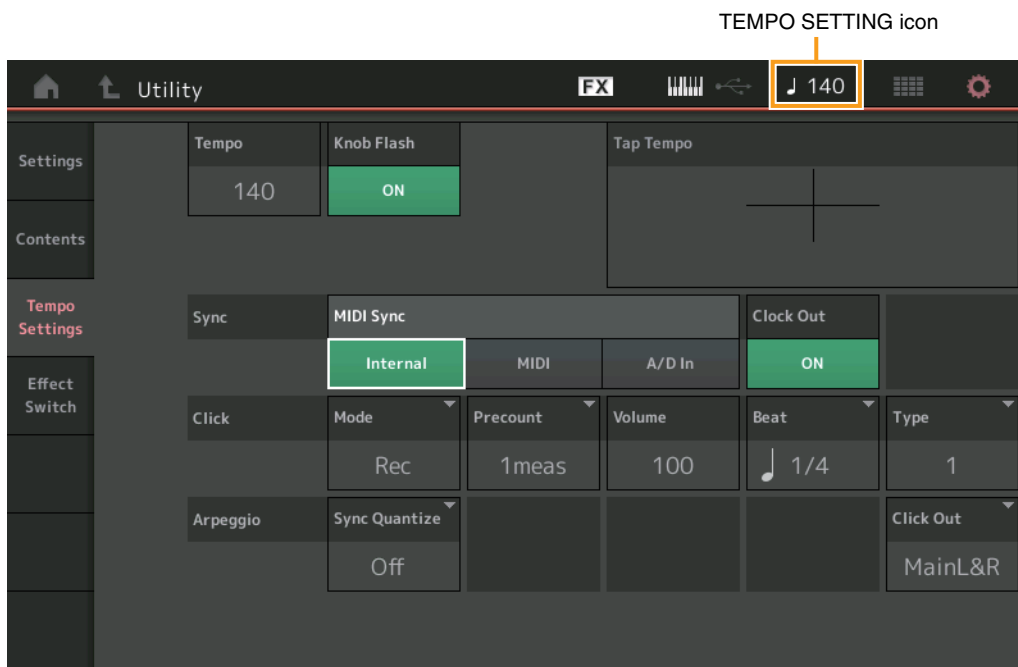 TEMPO SETTING icon
Utility
FX
140
Settings
Contents
Tempo
Settings
Effect
Switch
Tempo
140
Knob Flash
ON
Tap Tempo
Sync
MIDI Sync
Internal
MIDI
A/D In
Clock Out
ON
Click
Mode
Rec
Precount
1meas
Volume
100
Beat
1/4
Type
1
Arpeggio
Sync Quantize
Off
Click Out
MainL&R